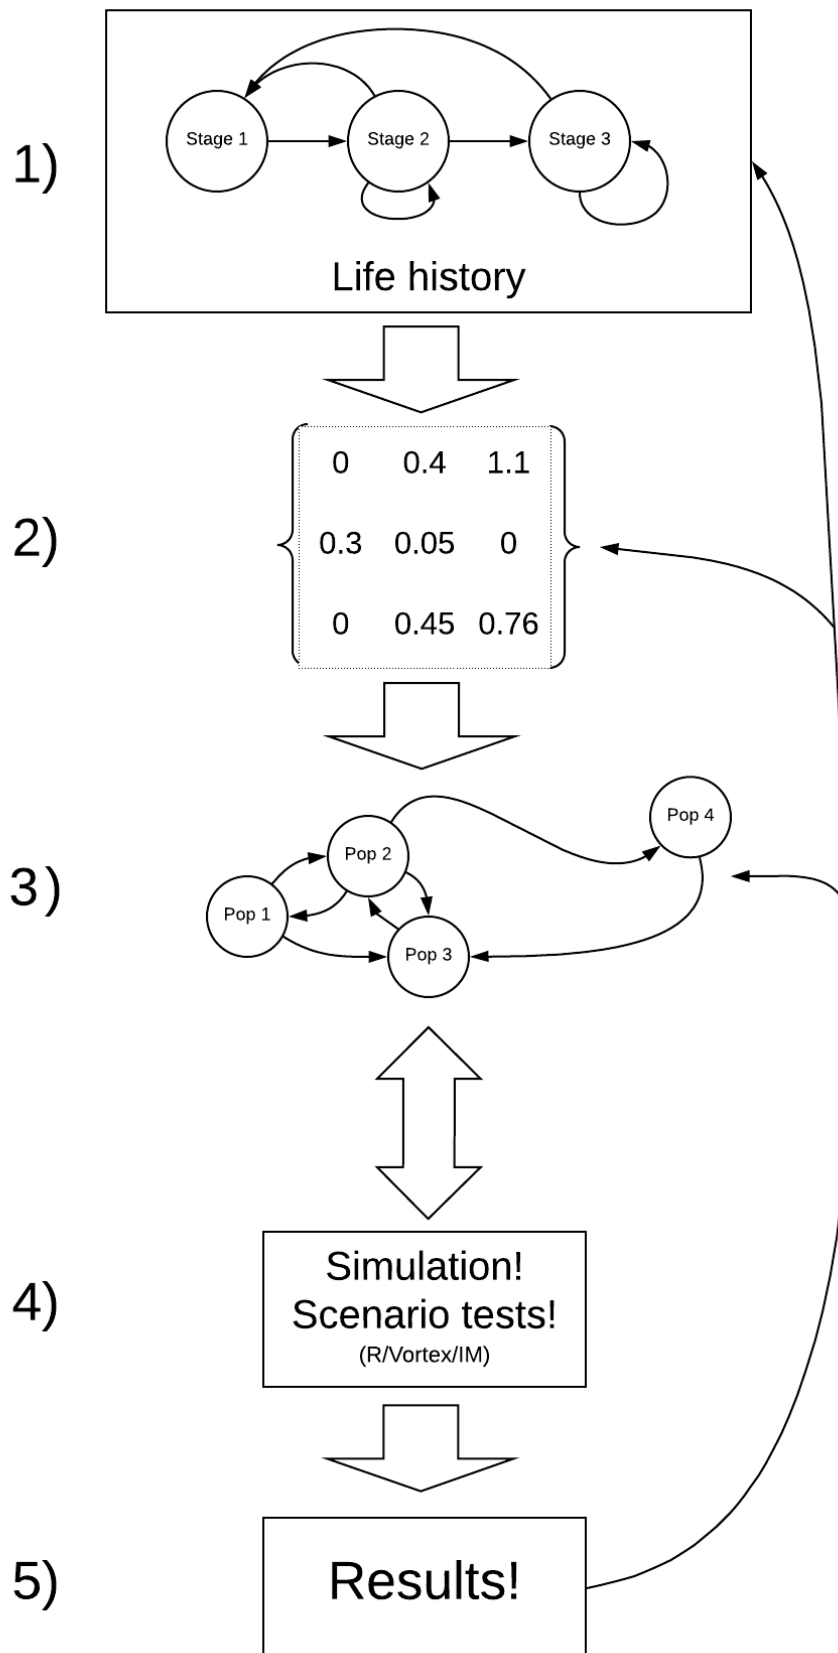 1)
Stage 1 Stage 2 Stage 3
Life history
2)
0 0.4 1.1
0.3 0.05 0
0 0.45 0.76
3)
Pop 4
Pop 2
Pop 1
Pop 3
4)
Simulation!
Scenario tests!
(R/Vortex/IM)
5)
Results!